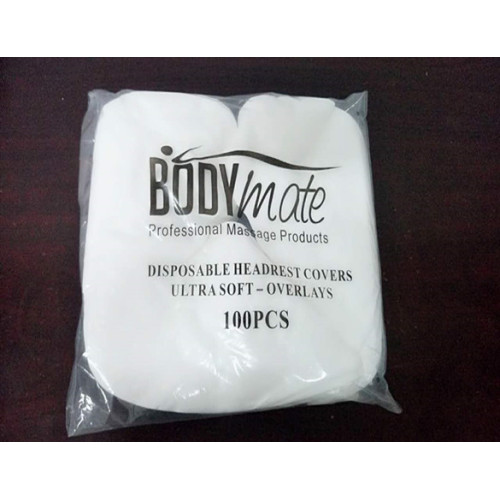 BODYmate
Professional Massage Products
DISPOSABLE HEADREST COVERS
ULTRA SOFT – OVERLAYS
100PCS